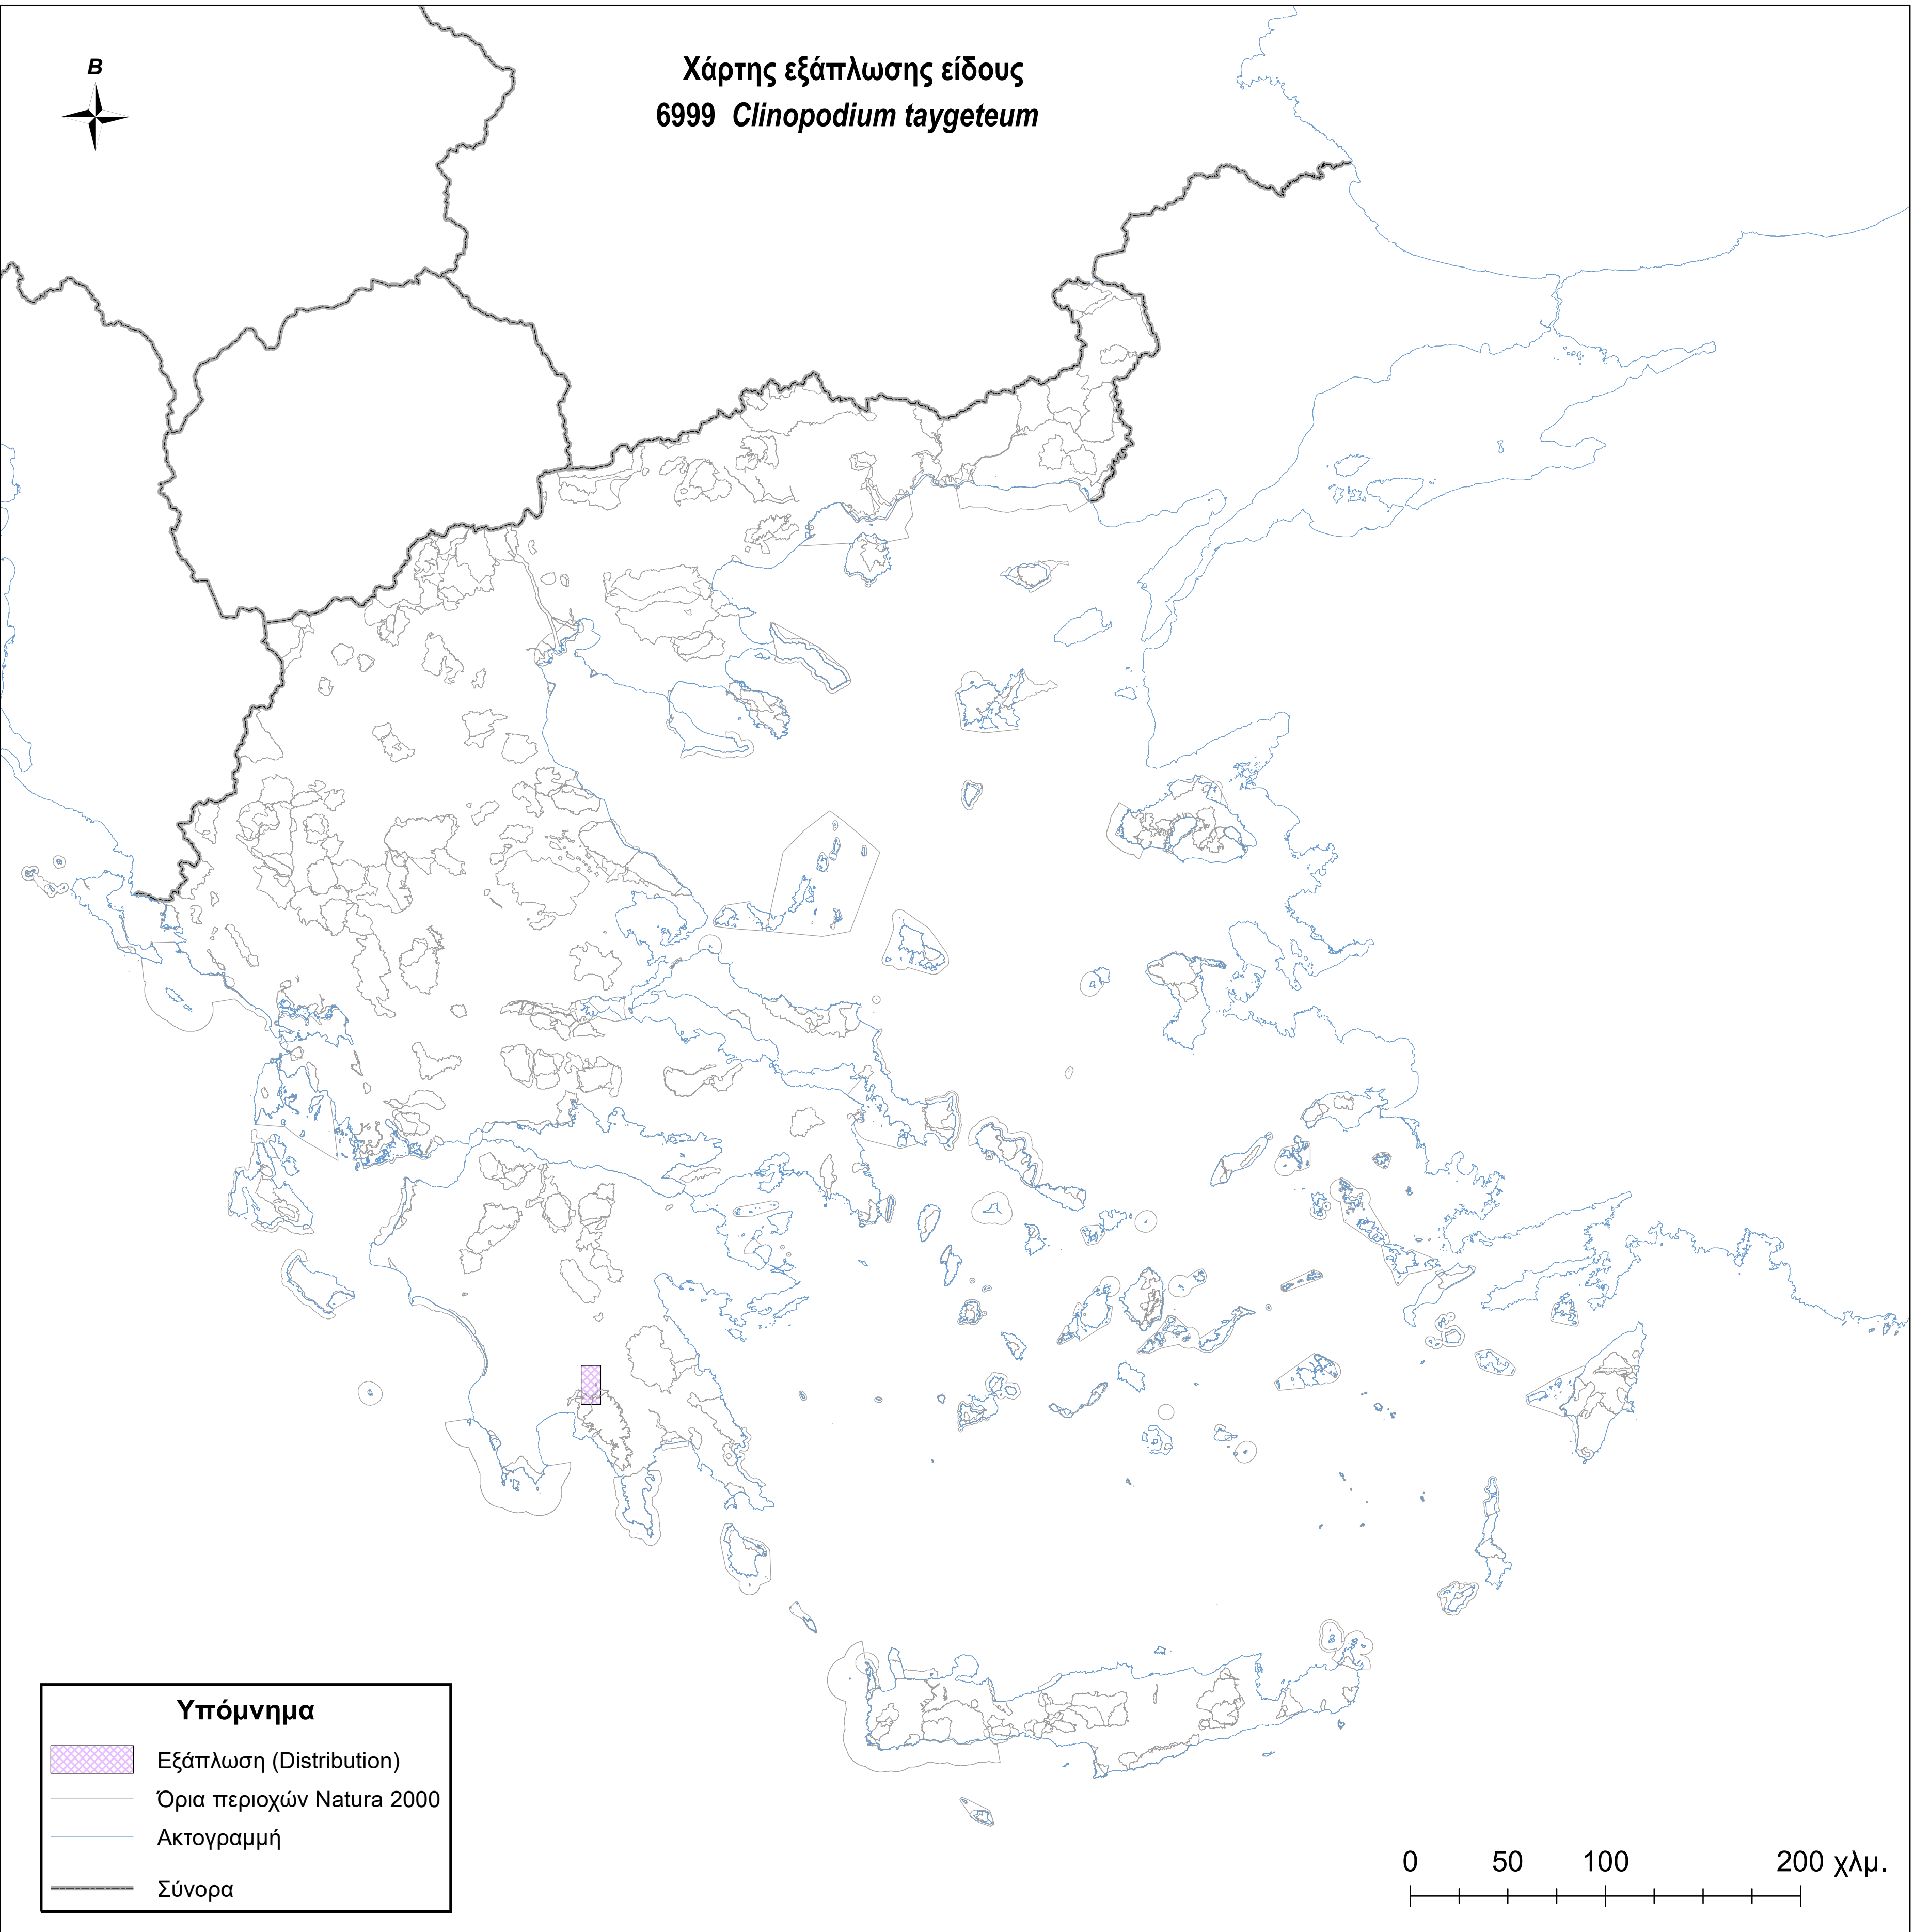 B
Χάρτης εξάπλωσης είδους
6999 Clinopodium taygeteum
Υπόμνημα
Εξάπλωση (Distribution)
Όρια περιοχών Natura 2000
Ακτογραμμή
Σύνορα
0 50 100 200 χλμ.